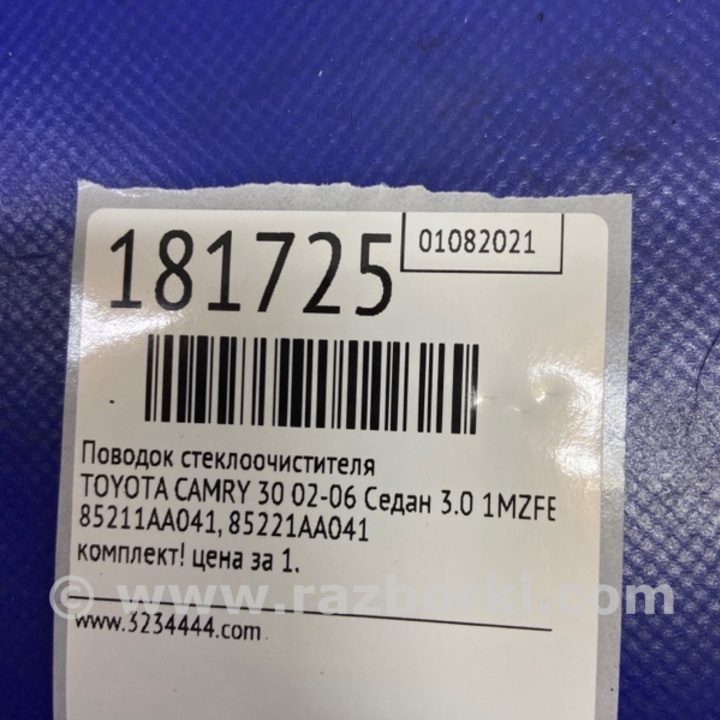 181725
01082021
Поводок стеклоочистителя
TOYOTA CAMRY 30 02-06 Седан 3.0 1MZFE
85211AA041, 85221AA041
комплект! цена за 1.
© www.razborki.com
www.3234444.com